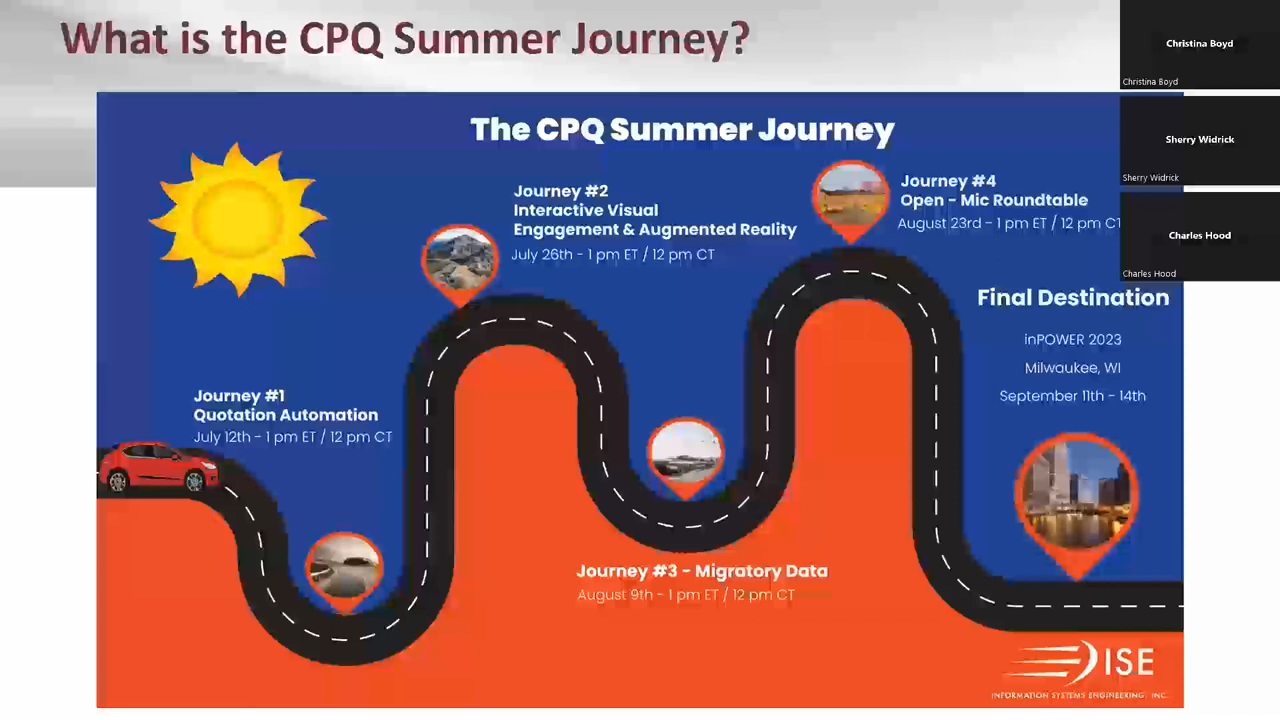 What is the CPQ Summer Journey?
The CPQ Summer Journey
Journey #1
Quotation Automation
July 12th - 1 pm ET / 12 pm CT
Journey #2
Interactive Visual
Engagement & Augmented Reality
July 26th - 1 pm ET / 12 pm CT
Journey #3 - Migratory Data
August 9th - 1 pm ET / 12 pm CT
Journey #4
Open - Mic Roundtable
August 23rd - 1 pm ET / 12 pm CT
Final Destination
inPOWER 2023
Milwaukee, WI
September 11th - 14th
ISE
INFORMATION SYSTEMS ENGINEERING, INC.
Christina Boyd
Christina Boyd
Sherry Widrick
Sherry Widrick
Charles Hood
Charles Hood